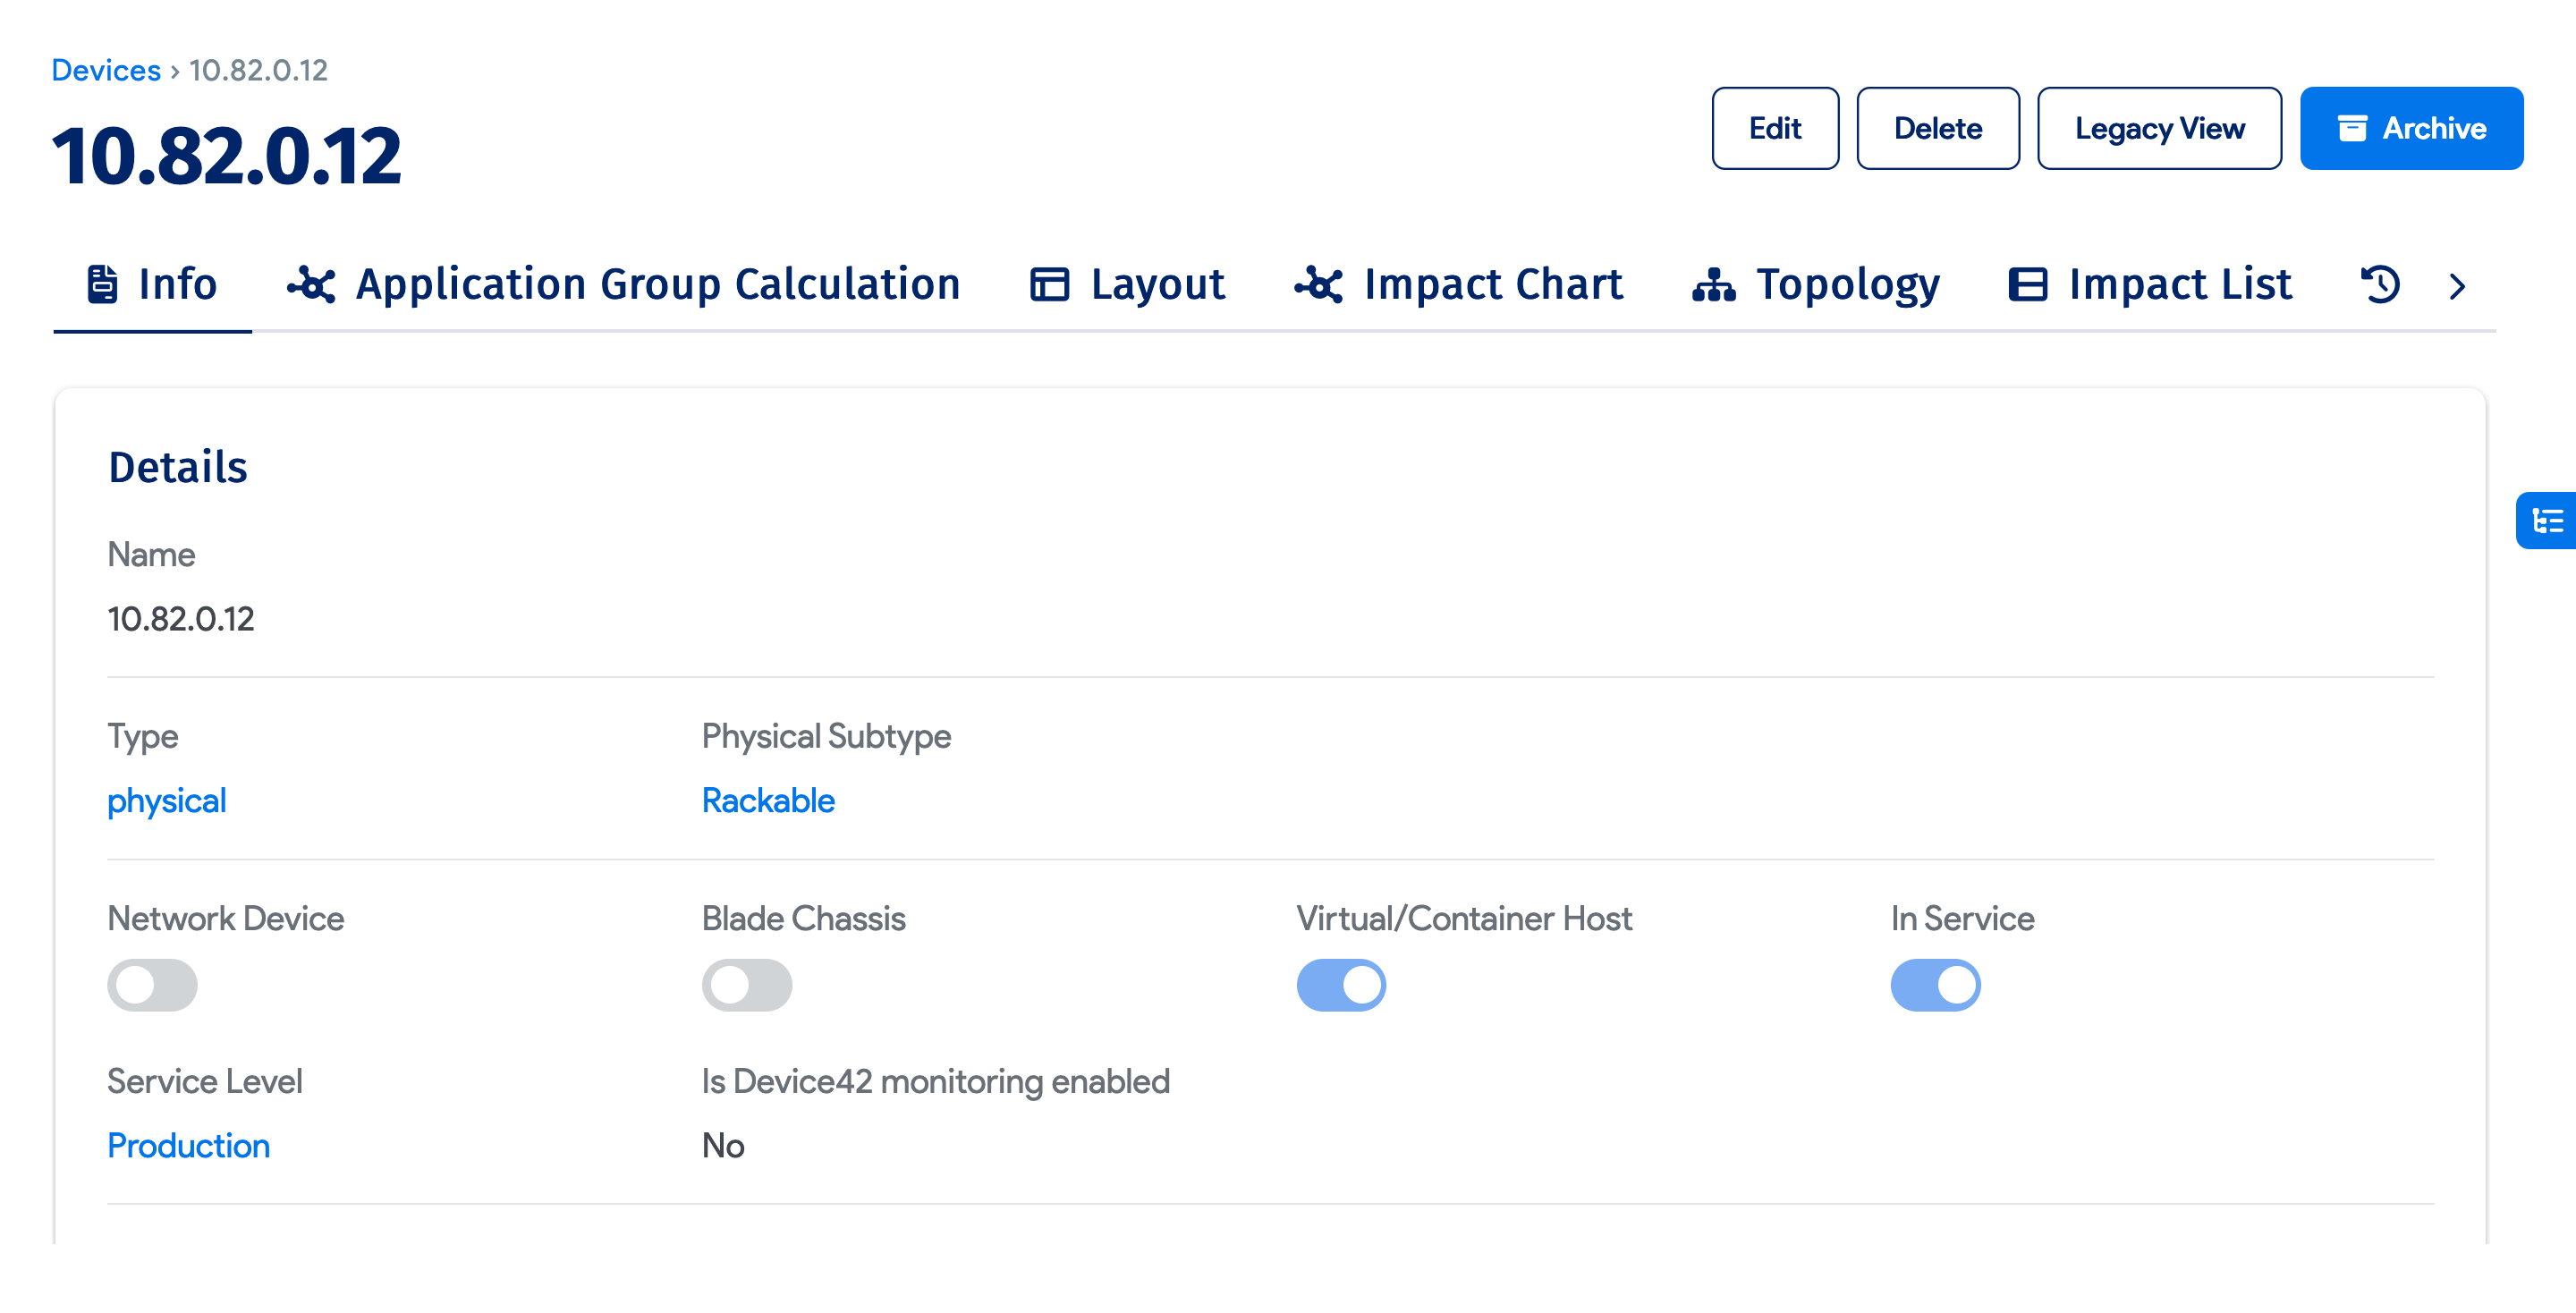 Devices › 10.82.0.12
10.82.0.12
Edit Delete Legacy View Archive
Info Application Group Calculation Layout Impact Chart Topology Impact List
Details
Name
10.82.0.12
Type Physical Subtype
physical Rackable
Network Device Blade Chassis Virtual/Container Host In Service
Service Level Is Device42 monitoring enabled
Production No